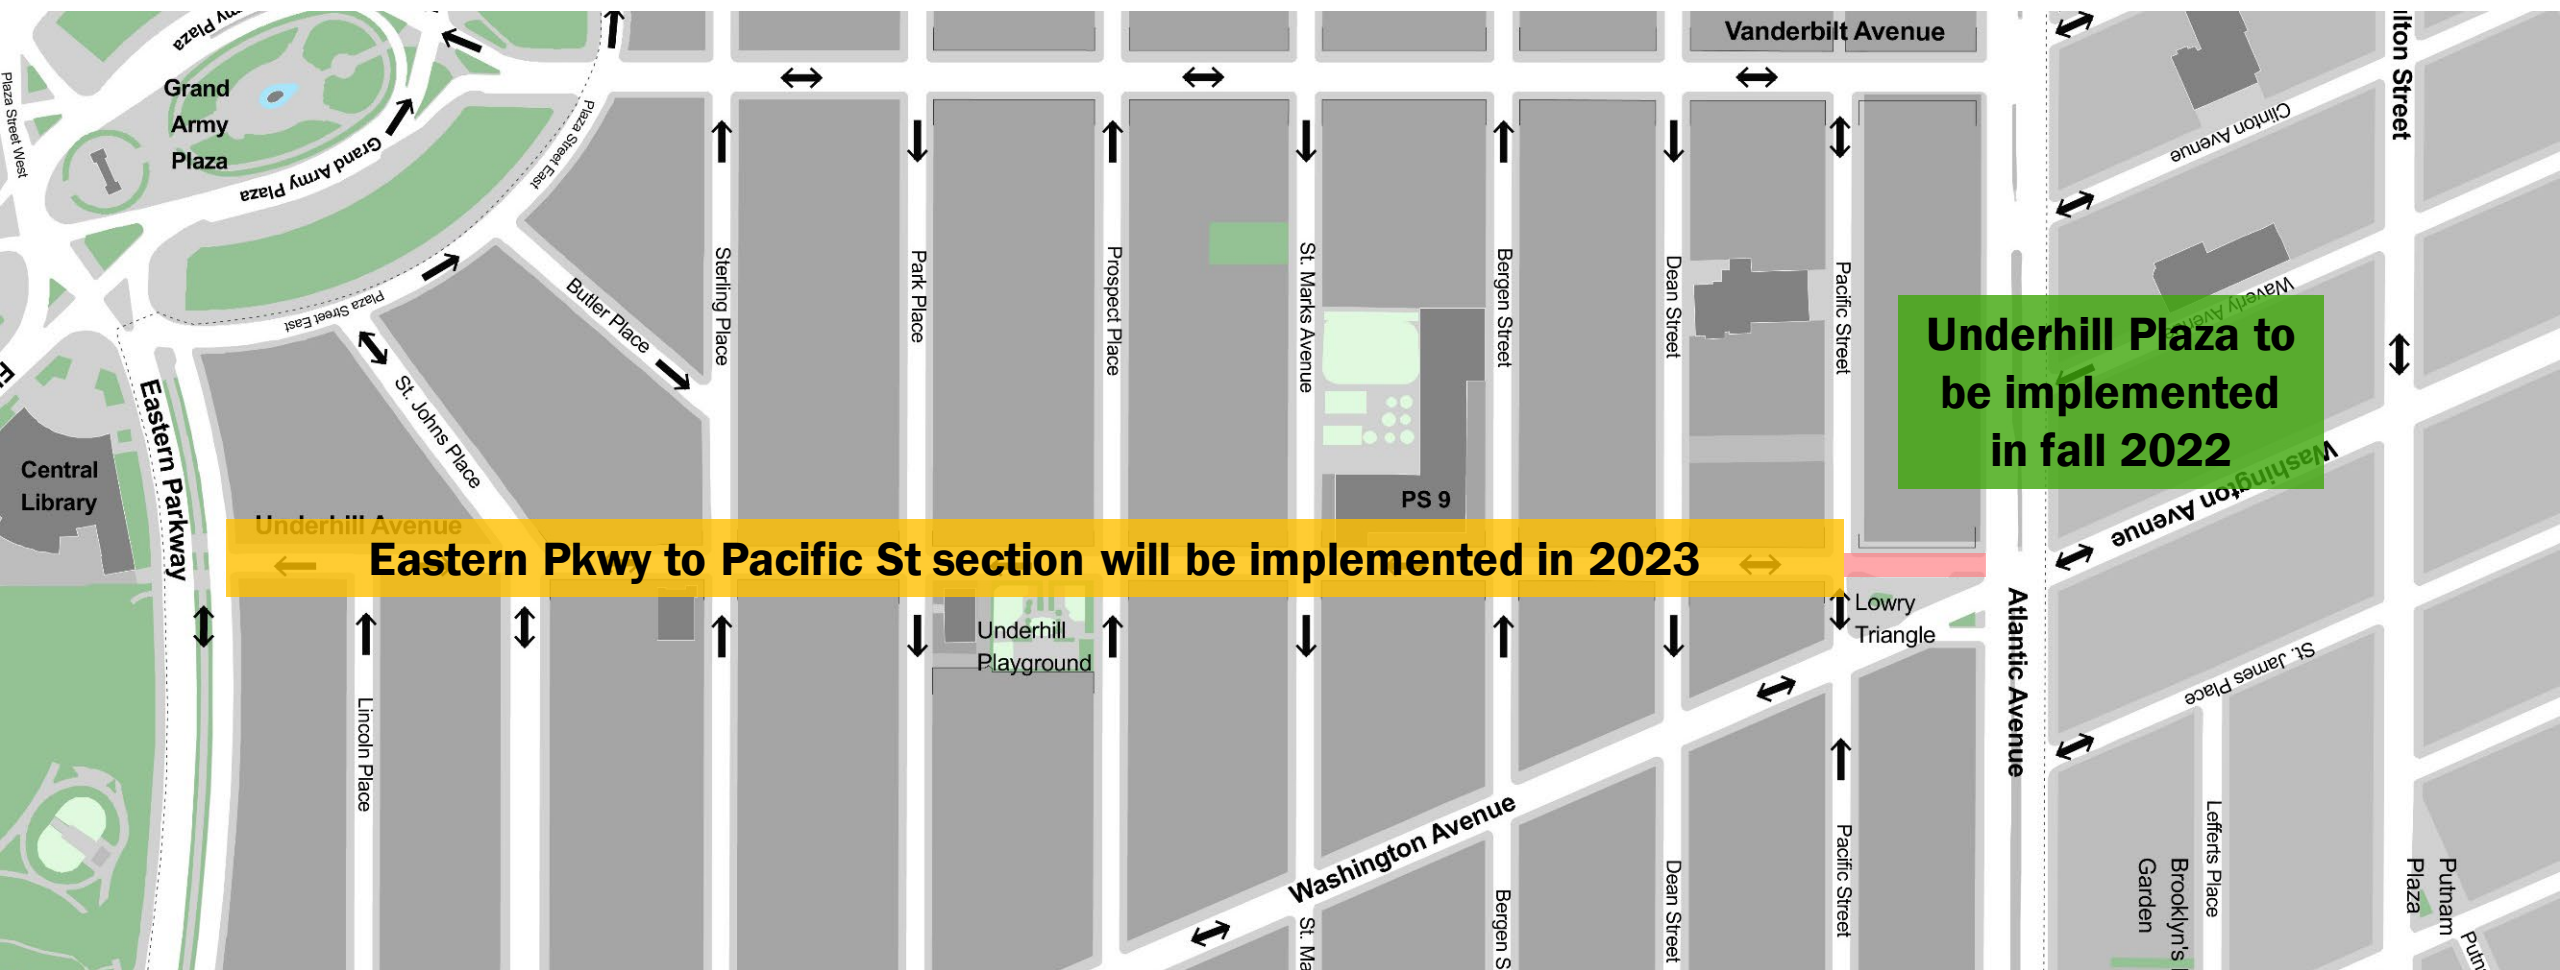 Vanderbilt Avenue
Plaza Street West
Grand
Army
Plaza
Grand Army Plaza
Plaza Street East
Plaza Street East
Butler Place
St. Johns Place
Sterling Place
Park Place
Prospect Place
St. Marks Avenue
Bergen Street
Dean Street
Pacific Street
Clinton Avenue
Waverly Avenue
Underhill Plaza to
be implemented
in fall 2022
Washington Avenue
Central
Library
Eastern Parkway
Underhill Avenue
PS 9
Eastern Pkwy to Pacific St section will be implemented in 2023
Underhill
Playground
Lowry
Triangle
Atlantic Avenue
St. James Place
Lincoln Place
Washington Avenue
Dean Street
Pacific Street
Lefferts Place
Brooklyn's
Garden
Putnam
Plaza